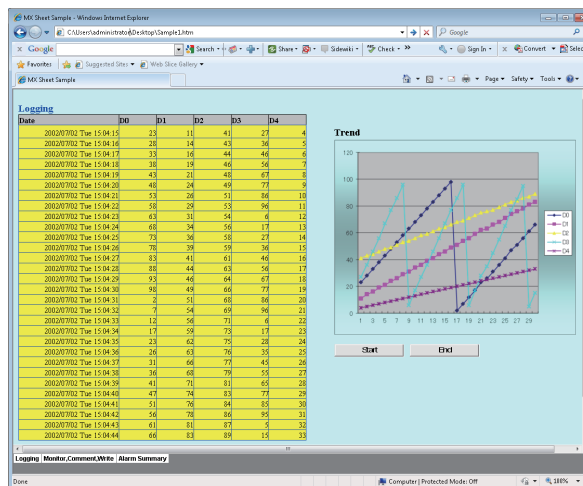 MX Sheet Sample - Windows Internet Explorer
C:\Users\administrator\Desktop\Sample1.htm
Google
x Google Search Share Sidewiki Check Sign In x Convert Selec
Favorites Suggested Sites Web Slice Gallery
MX Sheet Sample Page Safety Tools
Logging
Date D0 D1 D2 D3 D4
2002/07/02 Tue 15:04:15 23 11 41 27 4
2002/07/02 Tue 15:04:16 28 14 43 36 5
2002/07/02 Tue 15:04:17 33 16 44 46 6
2002/07/02 Tue 15:04:18 38 19 46 56 7
2002/07/02 Tue 15:04:19 43 21 48 67 8
2002/07/02 Tue 15:04:20 48 24 49 77 9
2002/07/02 Tue 15:04:21 53 26 51 86 10
2002/07/02 Tue 15:04:22 58 29 53 96 11
2002/07/02 Tue 15:04:23 63 31 54 6 12
2002/07/02 Tue 15:04:24 68 34 56 17 13
2002/07/02 Tue 15:04:25 73 36 58 27 14
2002/07/02 Tue 15:04:26 78 39 59 36 15
2002/07/02 Tue 15:04:27 83 41 61 46 16
2002/07/02 Tue 15:04:28 88 44 63 56 17
2002/07/02 Tue 15:04:29 93 46 64 67 18
2002/07/02 Tue 15:04:30 98 49 66 77 19
2002/07/02 Tue 15:04:31 2 51 68 86 20
2002/07/02 Tue 15:04:32 7 54 69 96 21
2002/07/02 Tue 15:04:33 12 56 71 6 22
2002/07/02 Tue 15:04:34 17 59 73 17 23
2002/07/02 Tue 15:04:35 23 62 75 28 24
2002/07/02 Tue 15:04:36 26 63 76 35 25
2002/07/02 Tue 15:04:37 31 66 77 45 26
2002/07/02 Tue 15:04:38 36 68 79 55 27
2002/07/02 Tue 15:04:39 41 71 81 65 28
2002/07/02 Tue 15:04:40 47 74 83 77 29
2002/07/02 Tue 15:04:41 51 76 84 85 30
2002/07/02 Tue 15:04:42 56 78 86 95 31
2002/07/02 Tue 15:04:43 61 81 87 5 32
2002/07/02 Tue 15:04:44 66 83 89 15 33
Trend
120
100
80
60
40
20
0
1 3 5 7 9 11 13 15 17 19 21 23 25 27 29
D0
D1
D2
D3
D4
Start End
Logging Monitor,Comment,Write Alarm Summary
Done Computer | Protected Mode: Off 100%